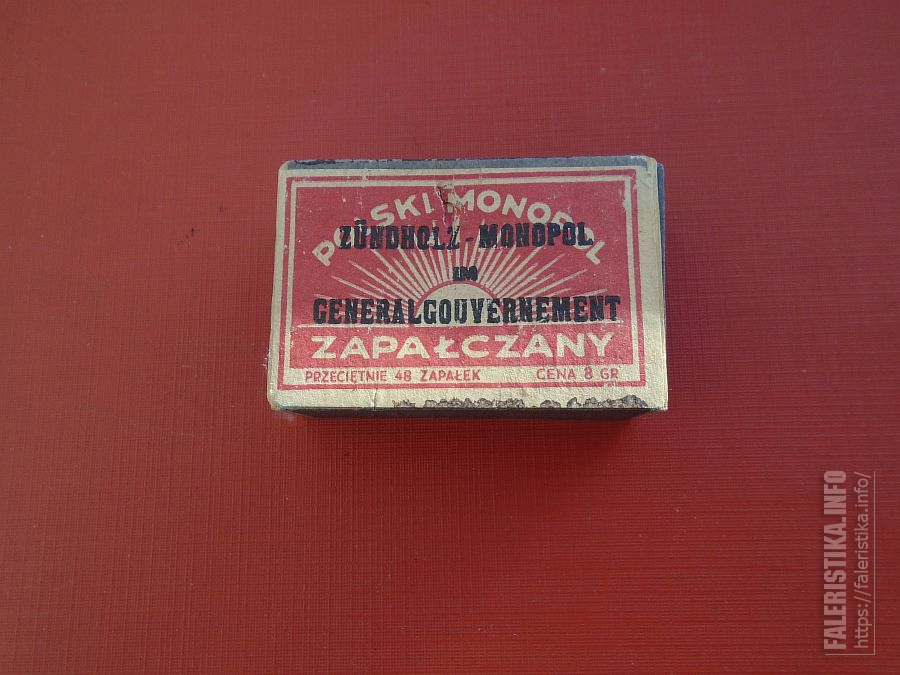 POLSKI MONOPOL
ZÜNDHOLZ-MONOPOL
IM
GENERALGOUVERNEMENT
ZAPAŁCZANY
PRZECIĘTNIE 48 ZAPAŁEK CENA 8 GR
FALERISTIKA.INFO
https://faleristika.info/